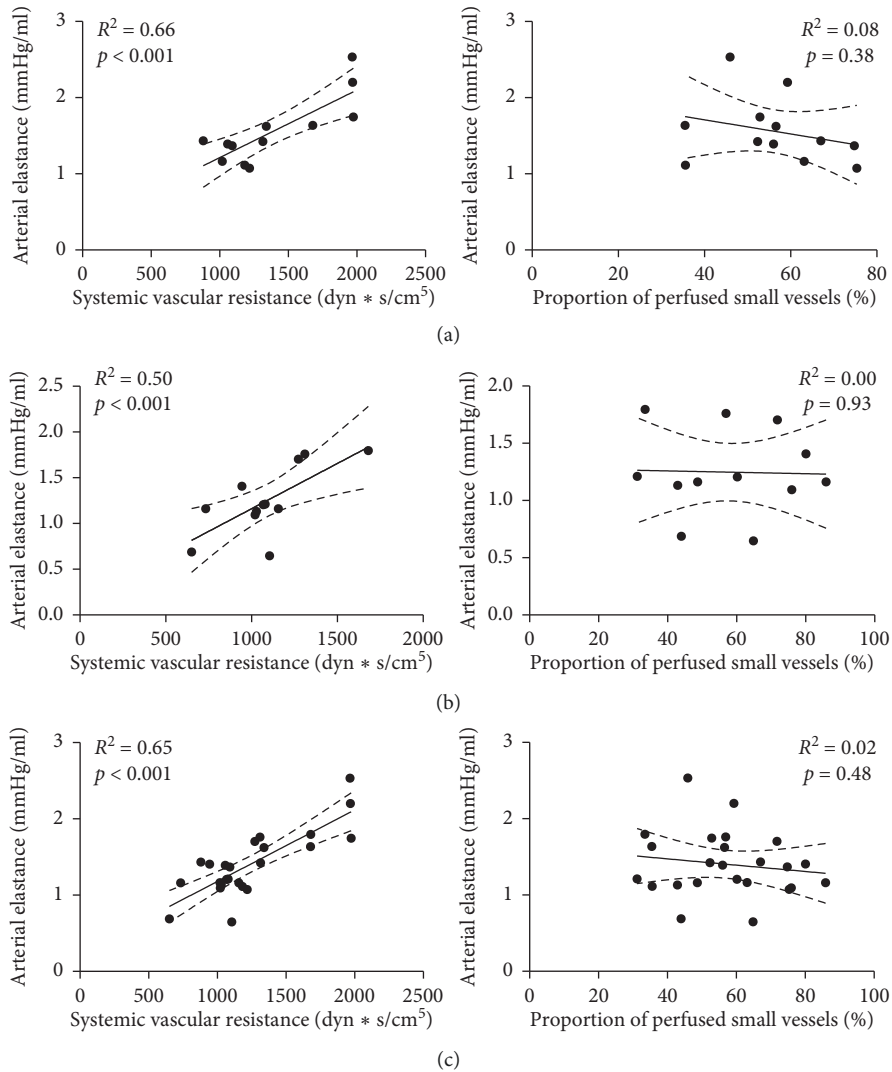 R² = 0.66
p < 0.001
Arterial elastance (mmHg/ml)
3
2
1
0
0 500 1000 1500 2000 2500
Systemic vascular resistance (dyn ∗ s/cm⁵)
R² = 0.08
p = 0.38
Arterial elastance (mmHg/ml)
3
2
1
0
0 20 40 60 80
Proportion of perfused small vessels (%)
(a)
R² = 0.50
p < 0.001
Arterial elastance (mmHg/ml)
2.5
2.0
1.5
1.0
0.5
0.0
0 500 1000 1500 2000
Systemic vascular resistance (dyn ∗ s/cm⁵)
R² = 0.00
p = 0.93
Arterial elastance (mmHg/ml)
2.0
1.5
1.0
0.5
0.0
0 20 40 60 80 100
Proportion of perfused small vessels (%)
(b)
R² = 0.65
p < 0.001
Arterial elastance (mmHg/ml)
3
2
1
0
0 500 1000 1500 2000 2500
Systemic vascular resistance (dyn ∗ s/cm⁵)
R² = 0.02
p = 0.48
Arterial elastance (mmHg/ml)
3
2
1
0
0 20 40 60 80 100
Proportion of perfused small vessels (%)
(c)